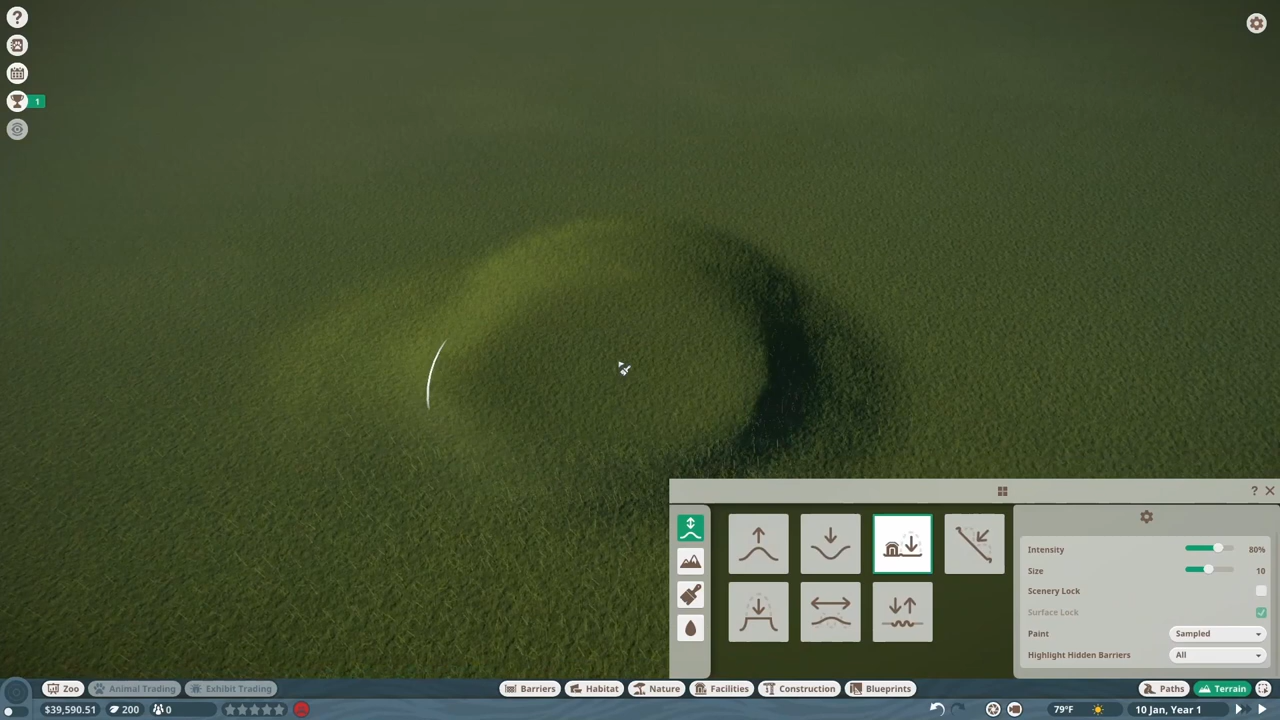 ?
1
?
Intensity 80%
Size 10
Scenery Lock
Surface Lock
Paint Sampled
Highlight Hidden Barriers All
Zoo Animal Trading Exhibit Trading Barriers Habitat Nature Facilities Construction Blueprints Paths Terrain
$39,590.51 200 0 79°F 10 Jan, Year 1